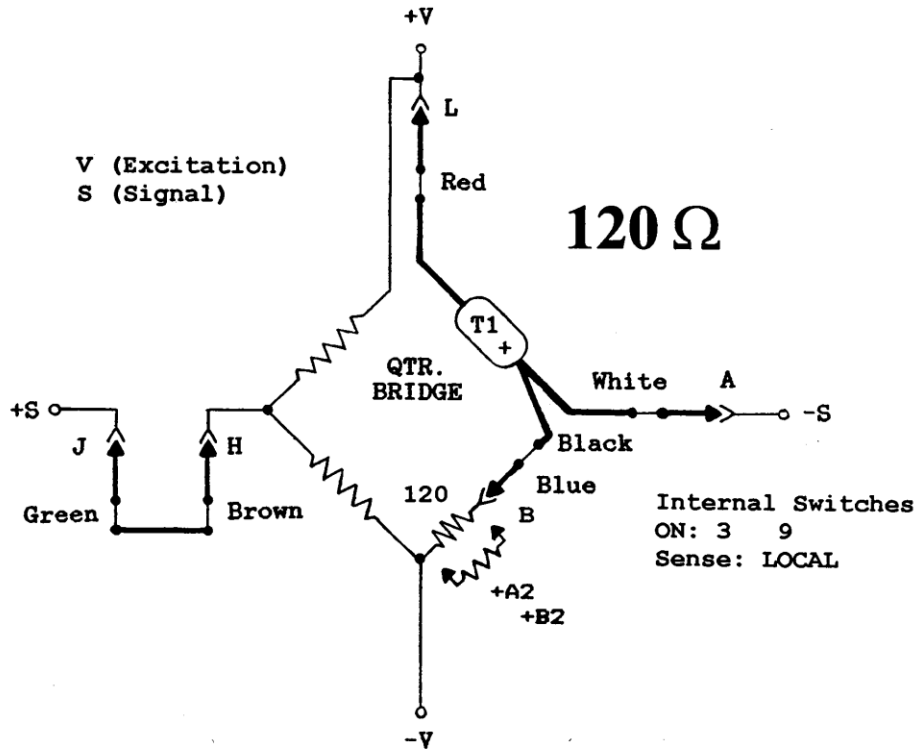 +V
L
V (Excitation)
S (Signal)
Red
120 Ω
T1
+
QTR.
BRIDGE
White
A
+S
-S
J
H
Black
120
Blue
B
Green
Brown
Internal Switches
ON: 3 9
Sense: LOCAL
+A2
+B2
-V